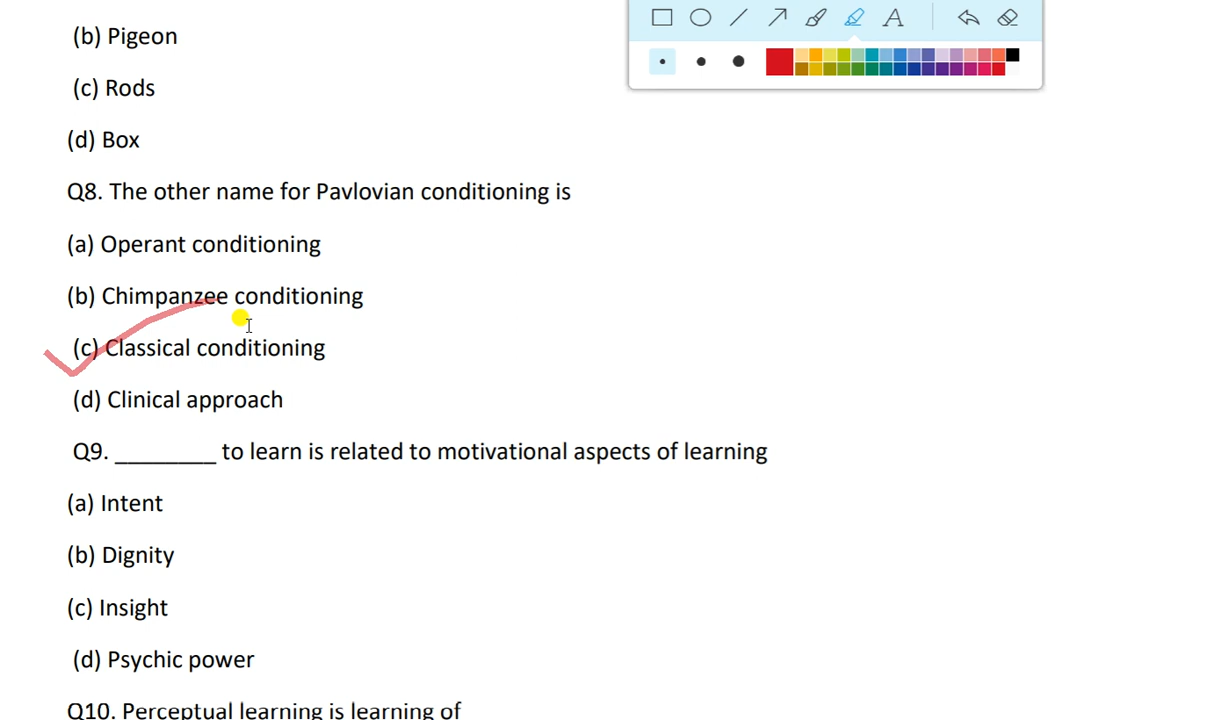 (b) Pigeon
(c) Rods
(d) Box
Q8. The other name for Pavlovian conditioning is
(a) Operant conditioning
(b) Chimpanzee conditioning
(c) Classical conditioning
(d) Clinical approach
Q9. ________ to learn is related to motivational aspects of learning
(a) Intent
(b) Dignity
(c) Insight
(d) Psychic power
Q10. Perceptual learning is learning of